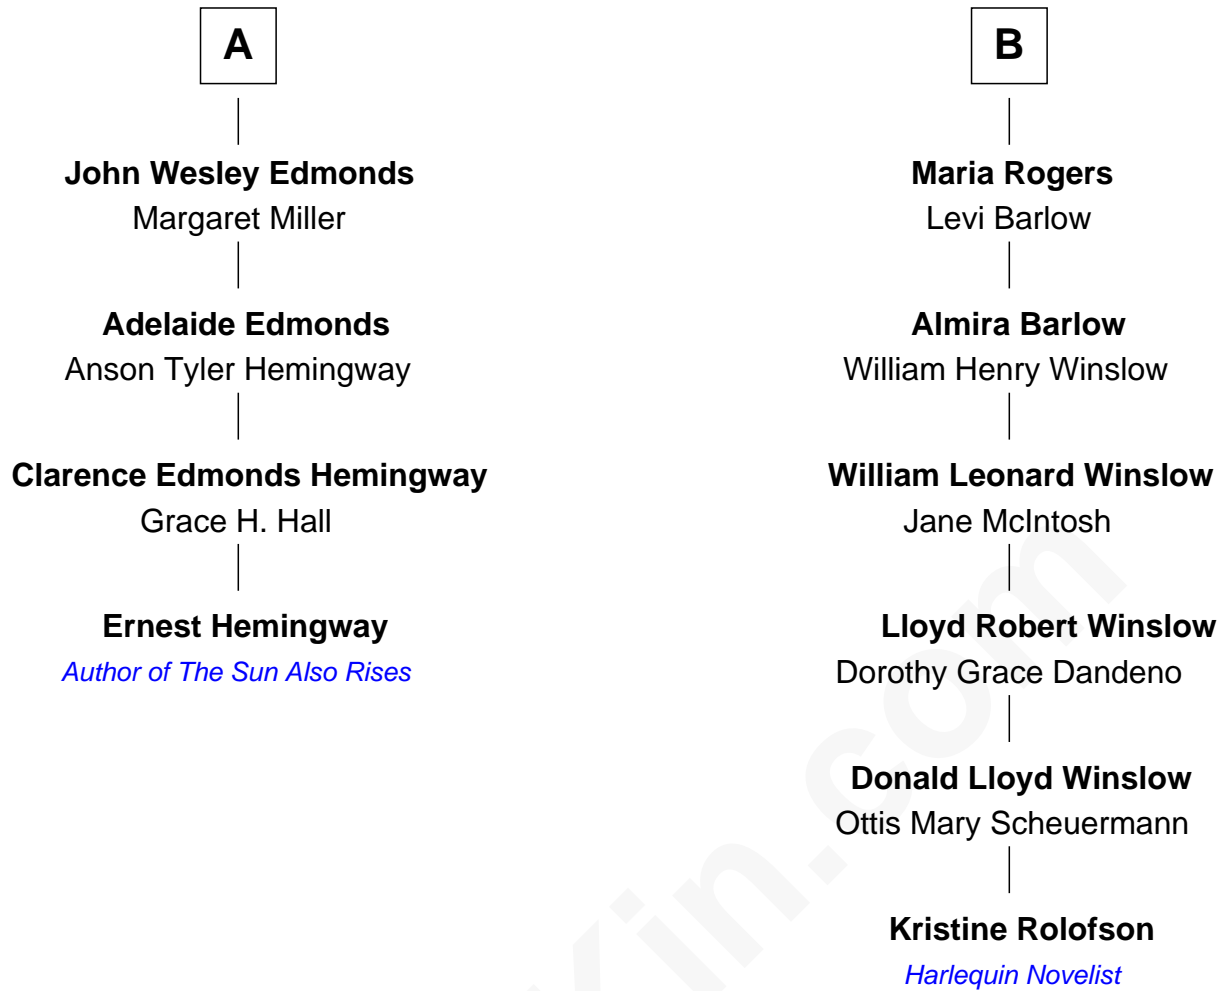 A
John Wesley Edmonds
Margaret Miller
Adelaide Edmonds
Anson Tyler Hemingway
Clarence Edmonds Hemingway
Grace H. Hall
Ernest Hemingway
Author of The Sun Also Rises
B
Maria Rogers
Levi Barlow
Almira Barlow
William Henry Winslow
William Leonard Winslow
Jane McIntosh
Lloyd Robert Winslow
Dorothy Grace Dandeno
Donald Lloyd Winslow
Ottis Mary Scheuermann
Kristine Rolofson
Harlequin Novelist